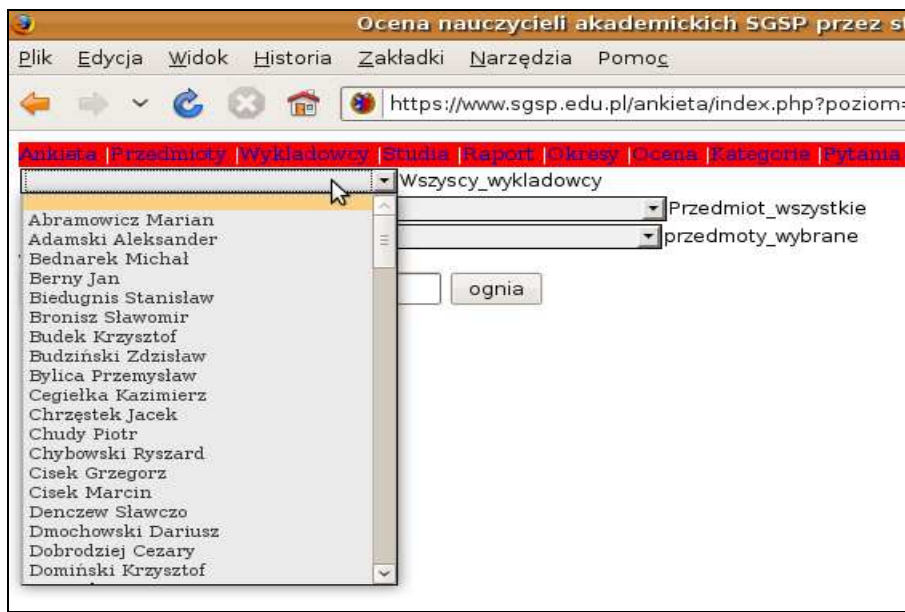 Ocena nauczycieli akademickich SGSP przez st
Plik Edycja Widok Historia Zakładki Narzędzia Pomoc
https://www.sgsp.edu.pl/ankieta/index.php?poziom=
Ankieta |Przedmioty |Wykladowcy |Studia |Raport |Okresy |Ocena |Kategorie |Pytania
Wszyscy_wykladowcy
Przedmiot_wszystkie
przedmoty_wybrane
ognia
Abramowicz Marian
Adamski Aleksander
Bednarek Michał
Berny Jan
Biedugnis Stanisław
Bronisz Sławomir
Budek Krzysztof
Budziński Zdzisław
Bylica Przemysław
Cegiełka Kazimierz
Chrzęstek Jacek
Chudy Piotr
Chybowski Ryszard
Cisek Grzegorz
Cisek Marcin
Denczew Sławczo
Dmochowski Dariusz
Dobrodziej Cezary
Domiński Krzysztof